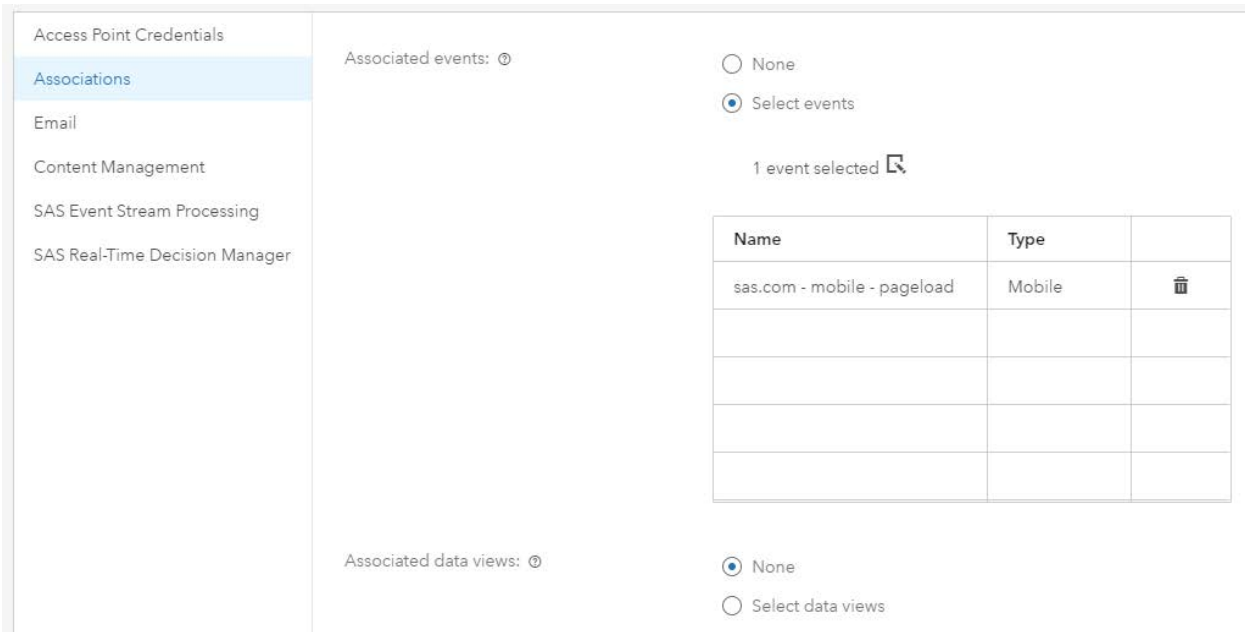 Access Point Credentials
Associations
Email
Content Management
SAS Event Stream Processing
SAS Real-Time Decision Manager
Associated events:
None
Select events
1 event selected
Name Type
sas.com - mobile - pageload Mobile
Associated data views:
None
Select data views